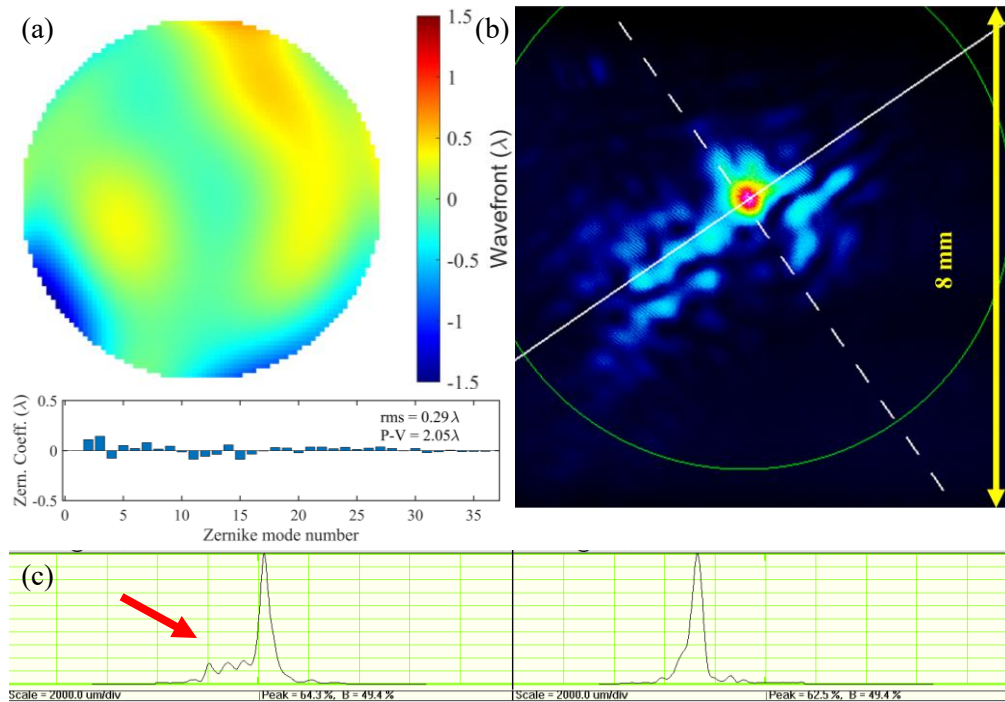 (a)
1.5
1
0.5
0
-0.5
-1
-1.5
Wavefront (λ)
(b)
8 mm
Zern. Coeff. (λ)
0.5
0
-0.5
rms = 0.29λ
P-V = 2.05λ
0 5 10 15 20 25 30 35
Zernike mode number
(c)
Scale = 2000.0 um/div
Peak = 64.3 %, B = 49.4 %
Scale = 2000.0 um/div
Peak = 62.5 %, B = 49.4 %